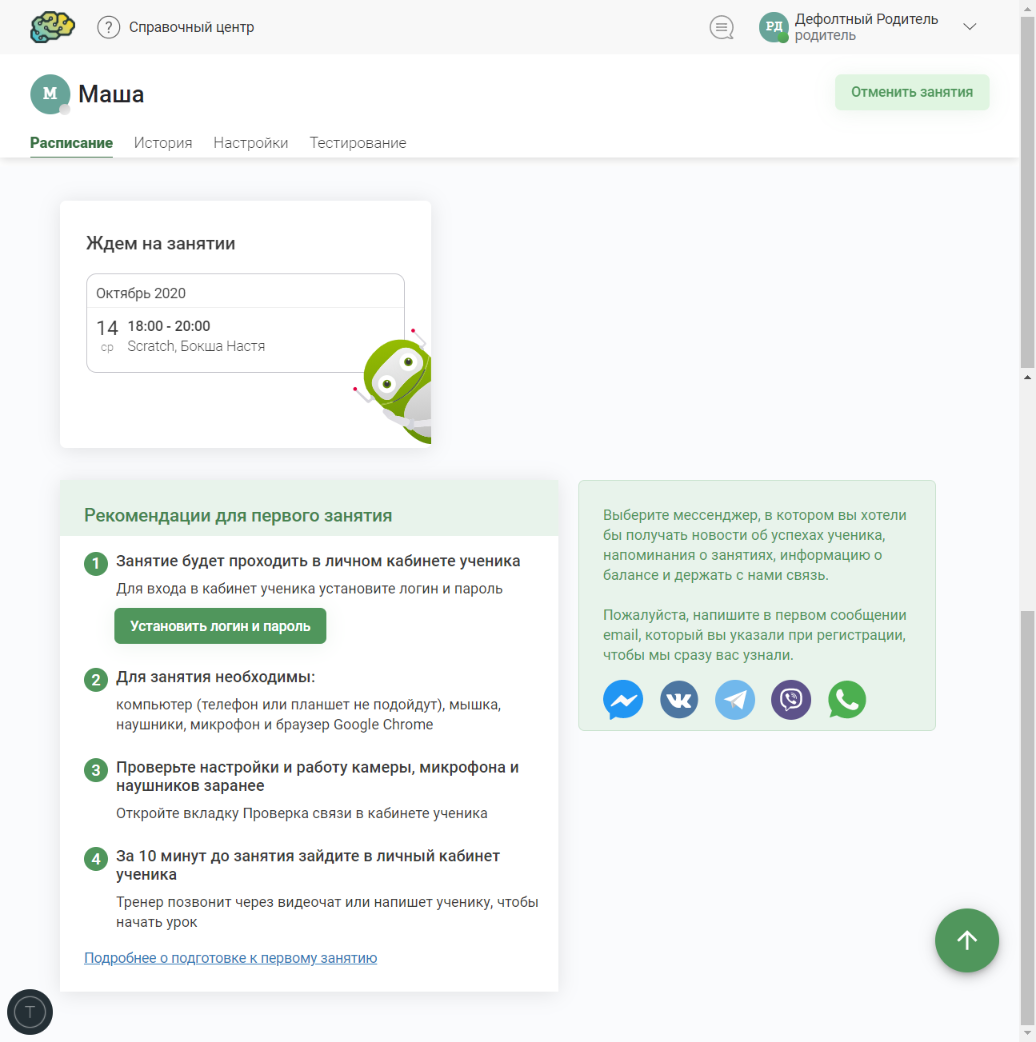 Справочный центр
РД
Дефолтный Родитель
родитель
М
Маша
Отменить занятия
Расписание
История
Настройки
Тестирование
Ждем на занятии
Октябрь 2020
14
18:00 - 20:00
ср
Scratch, Бокша Настя
Рекомендации для первого занятия
1
Занятие будет проходить в личном кабинете ученика
Для входа в кабинет ученика установите логин и пароль
Установить логин и пароль
2
Для занятия необходимы:
компьютер (телефон или планшет не подойдут), мышка,
наушники, микрофон и браузер Google Chrome
3
Проверьте настройки и работу камеры, микрофона и
наушников заранее
Откройте вкладку Проверка связи в кабинете ученика
4
За 10 минут до занятия зайдите в личный кабинет
ученика
Тренер позвонит через видеочат или напишет ученику, чтобы
начать урок
Подробнее о подготовке к первому занятию
Выберите мессенджер, в котором вы хотели
бы получать новости об успехах ученика,
напоминания о занятиях, информацию о
балансе и держать с нами связь.
Пожалуйста, напишите в первом сообщении
email, который вы указали при регистрации,
чтобы мы сразу вас узнали.
T